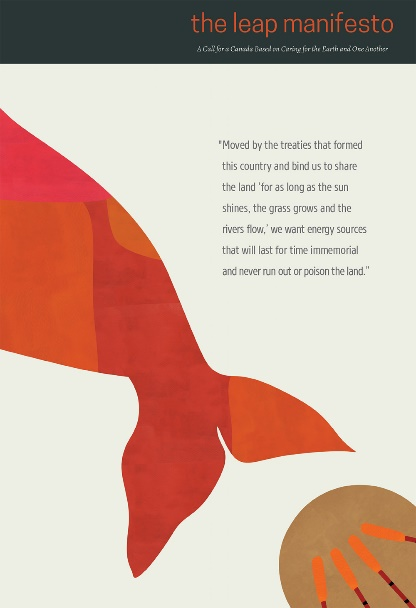 the leap manifesto
A Call for a Canada Based on Caring for the Earth and One Another
"Moved by the treaties that formed
this country and bind us to share
the land ‘for as long as the sun
shines, the grass grows and the
rivers flow,’ we want energy sources
that will last for time immemorial
and never run out or poison the land."